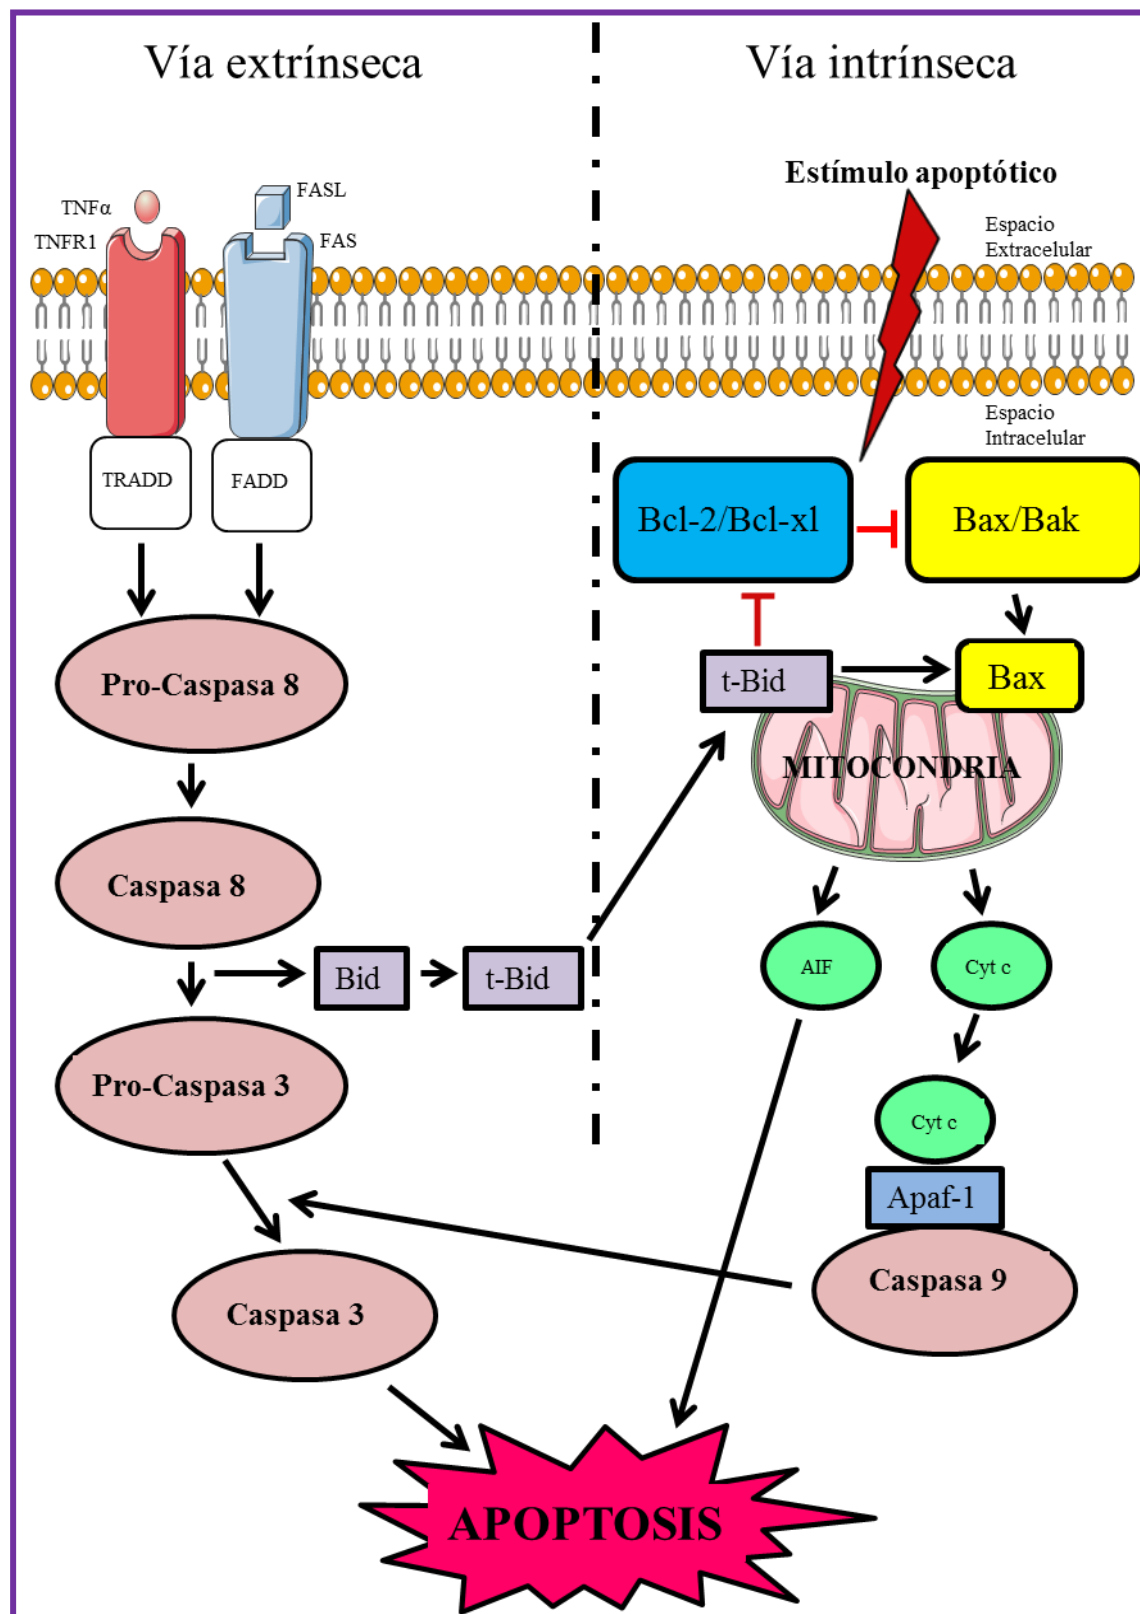 Vía extrínseca
Vía intrínseca
Estímulo apoptótico
TNFα
TNFR1
FASL
FAS
Espacio
Extracelular
Espacio
Intracelular
TRADD
FADD
Bcl-2/Bcl-xl
Bax/Bak
Pro-Caspasa 8
t-Bid
Bax
MITOCONDRIA
Caspasa 8
Bid
t-Bid
AIF
Cyt c
Pro-Caspasa 3
Cyt c
Apaf-1
Caspasa 9
Caspasa 3
APOPTOSIS